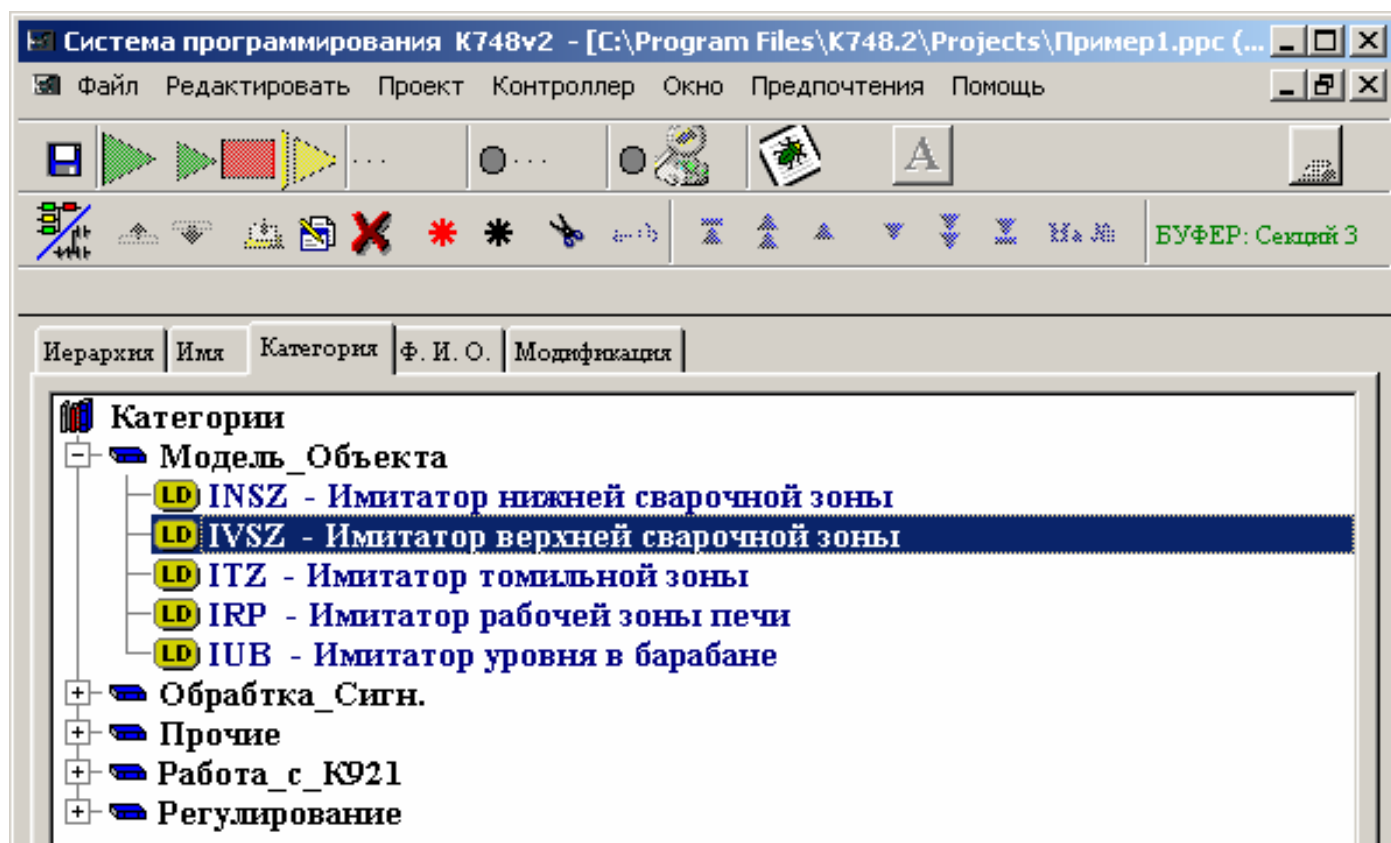 Система программирования K748v2 - [C:\Program Files\K748.2\Projects\Пример1.ppc (...
Файл Редактировать Проект Контроллер Окно Предпочтения Помощь
... ... A
На №
БУФЕР: Секций 3
Иерархия Имя Категория Ф. И. О. Модификация
Категории
Модель_Объекта
LD INSZ - Имитатор нижней сварочной зоны
LD IVSZ - Имитатор верхней сварочной зоны
LD ITZ - Имитатор томильной зоны
LD IRP - Имитатор рабочей зоны печи
LD IUB - Имитатор уровня в барабане
Обрабтка_Сигн.
Прочие
Работа_с_К921
Регулирование